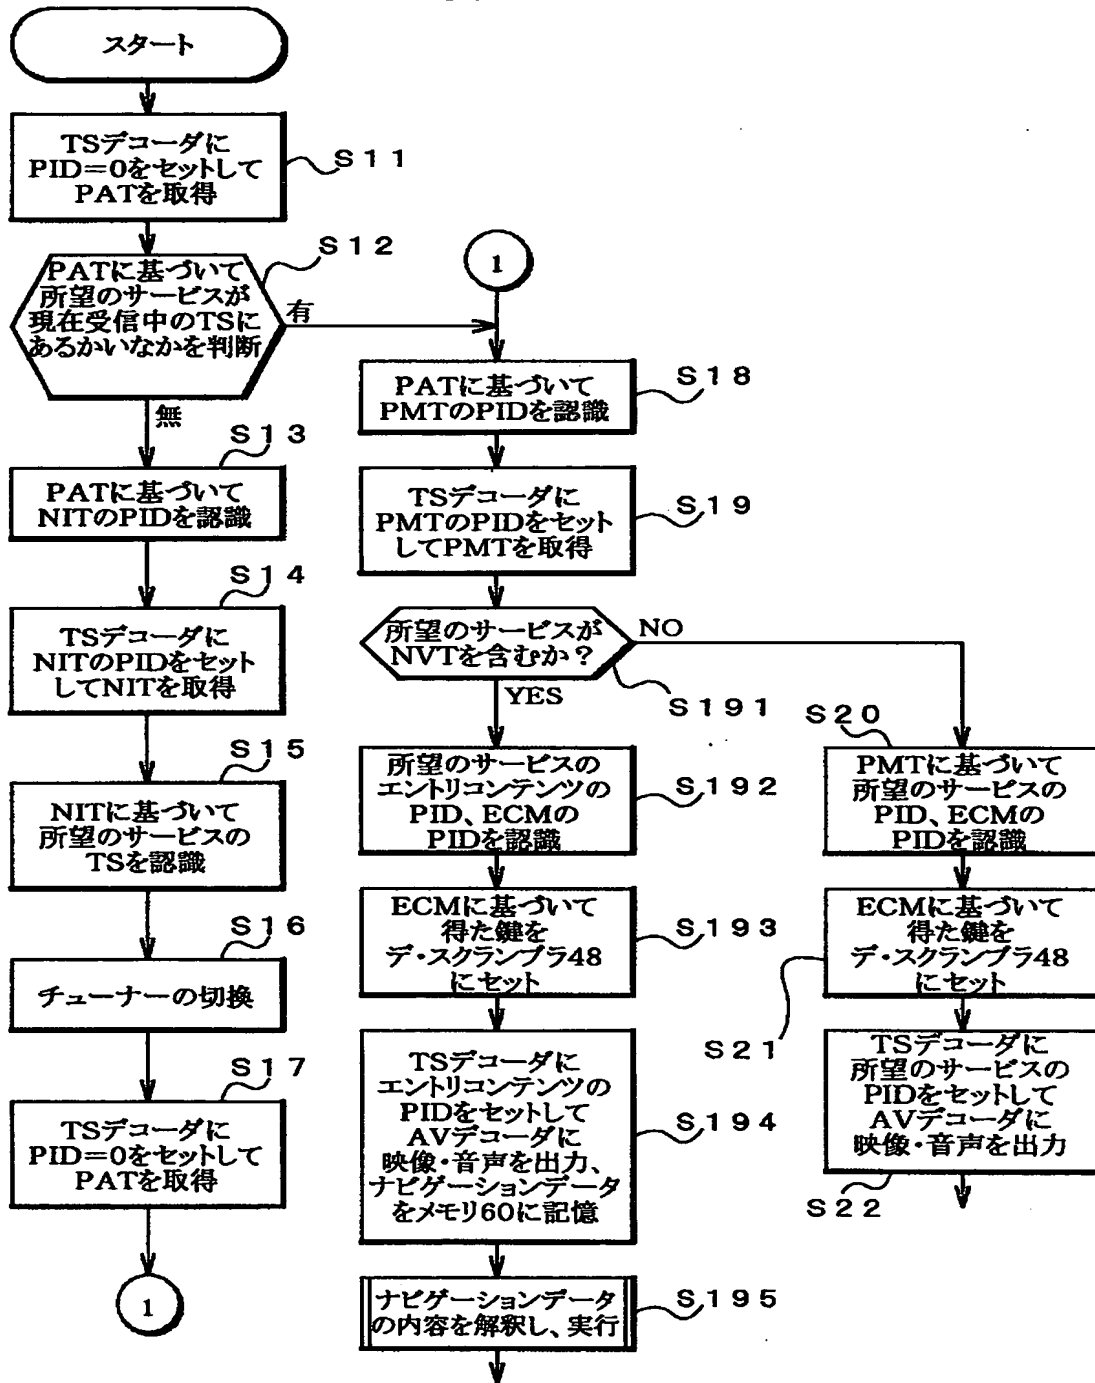 スタート
TSデコーダに
PID=0をセットして
PATを取得
S11
PATに基づいて
所望のサービスが
現在受信中のTSに
あるかいなかを判断
S12
有
無
S13
PATに基づいて
NITのPIDを認識
S14
TSデコーダに
NITのPIDをセット
してNITを取得
S15
NITに基づいて
所望のサービスの
TSを認識
S16
チューナーの切換
S17
TSデコーダに
PID=0をセットして
PATを取得
1
1
PATに基づいて
PMTのPIDを認識
S18
TSデコーダに
PMTのPIDをセット
してPMTを取得
S19
所望のサービスが
NVTを含むか？
NO
YES
S191
所望のサービスの
エントリコンテンツの
PID、ECMの
PIDを認識
S192
ECMに基づいて
得た鍵を
デ・スクランブラ48
にセット
S193
TSデコーダに
エントリコンテンツの
PIDをセットして
AVデコーダに
映像・音声を出力、
ナビゲーションデータ
をメモリ60に記憶
S194
ナビゲーションデータ
の内容を解釈し、実行
S195
S20
PMTに基づいて
所望のサービスの
PID、ECMの
PIDを認識
ECMに基づいて
得た鍵を
デ・スクランブラ48
にセット
S21
TSデコーダに
所望のサービスの
PIDをセットして
AVデコーダに
映像・音声を出力
S22